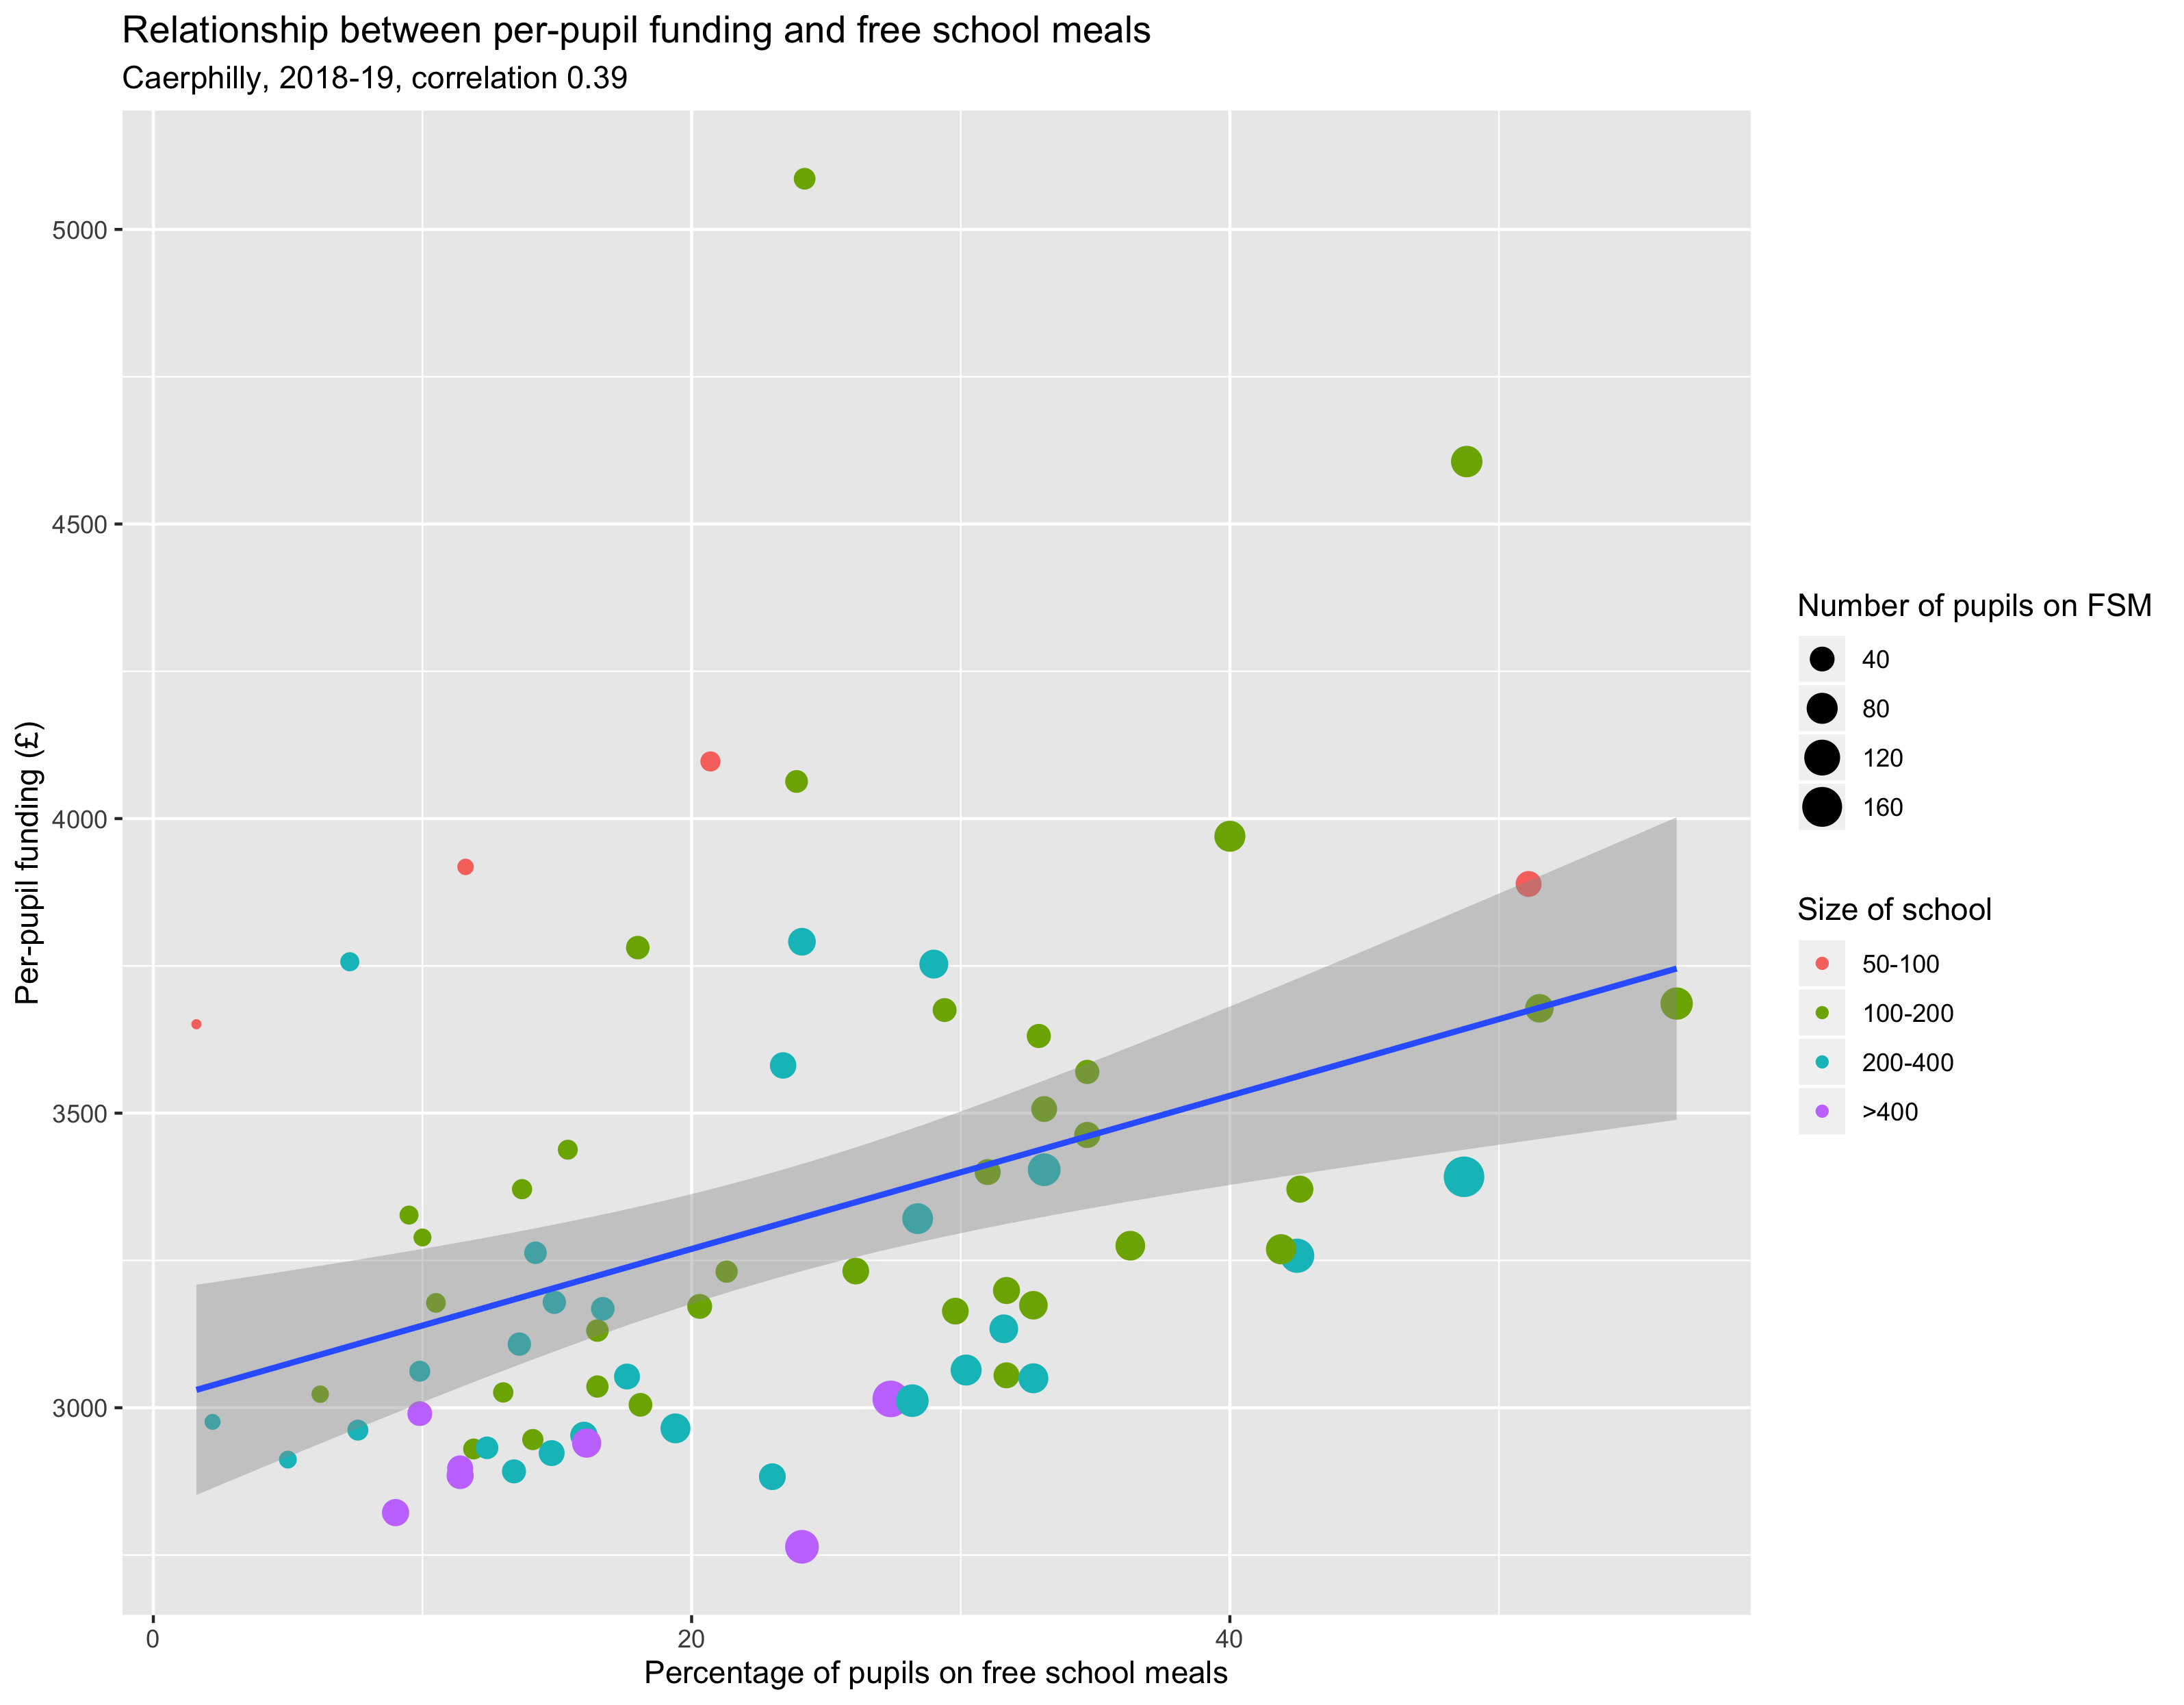 Relationship between per-pupil funding and free school meals
Caerphilly, 2018-19, correlation 0.39
Per-pupil funding (£)
5000
4500
4000
3500
3000
0
20
40
Percentage of pupils on free school meals
Number of pupils on FSM
40
80
120
160
Size of school
50-100
100-200
200-400
>400